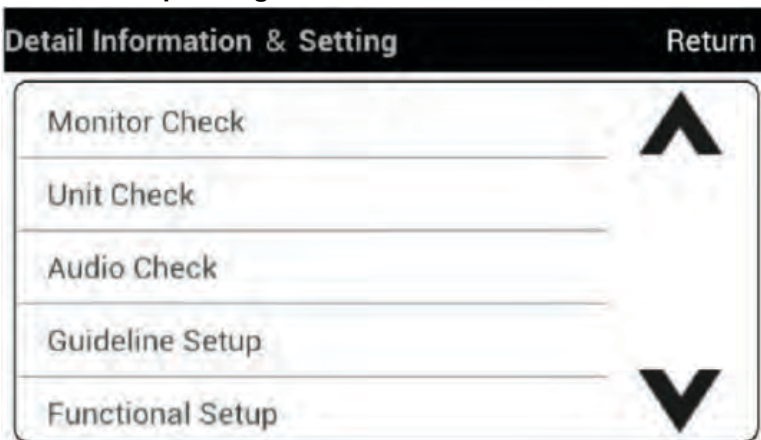 Detail Information & Setting Return
Monitor Check
Unit Check
Audio Check
Guideline Setup
Functional Setup